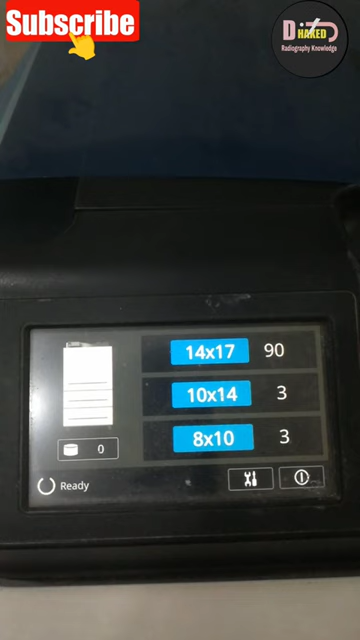 Subscribe
D HAKED
Radiography Knowledge
14x17 90
10x14 3
8x10 3
0
Ready